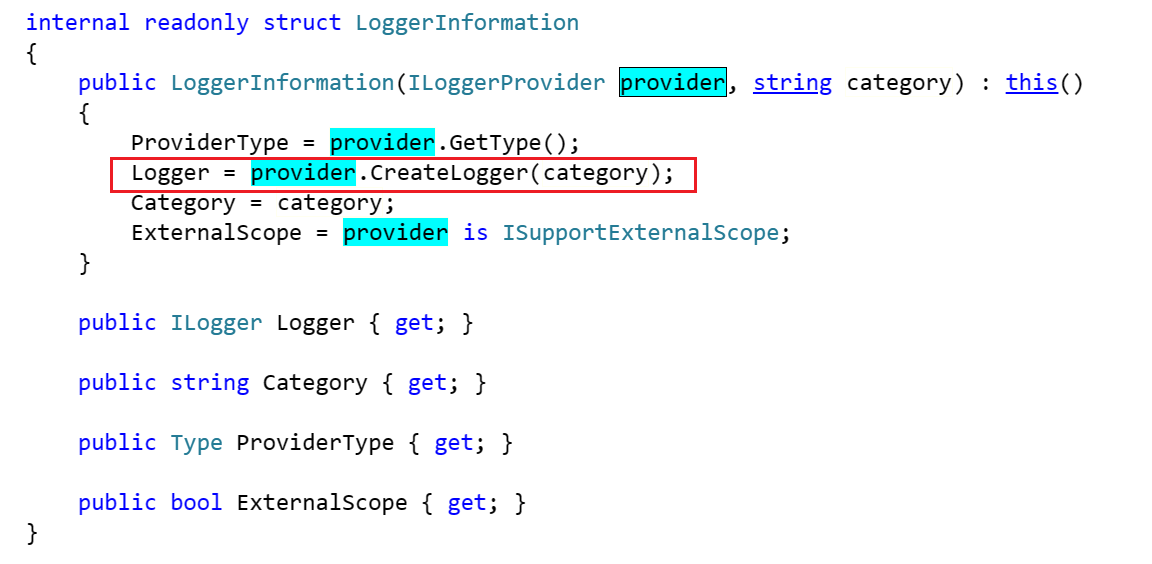 internal readonly struct LoggerInformation
{
    public LoggerInformation(ILoggerProvider provider, string category) : this()
    {
        ProviderType = provider.GetType();
        Logger = provider.CreateLogger(category);
        Category = category;
        ExternalScope = provider is ISupportExternalScope;
    }

    public ILogger Logger { get; }

    public string Category { get; }

    public Type ProviderType { get; }

    public bool ExternalScope { get; }
}